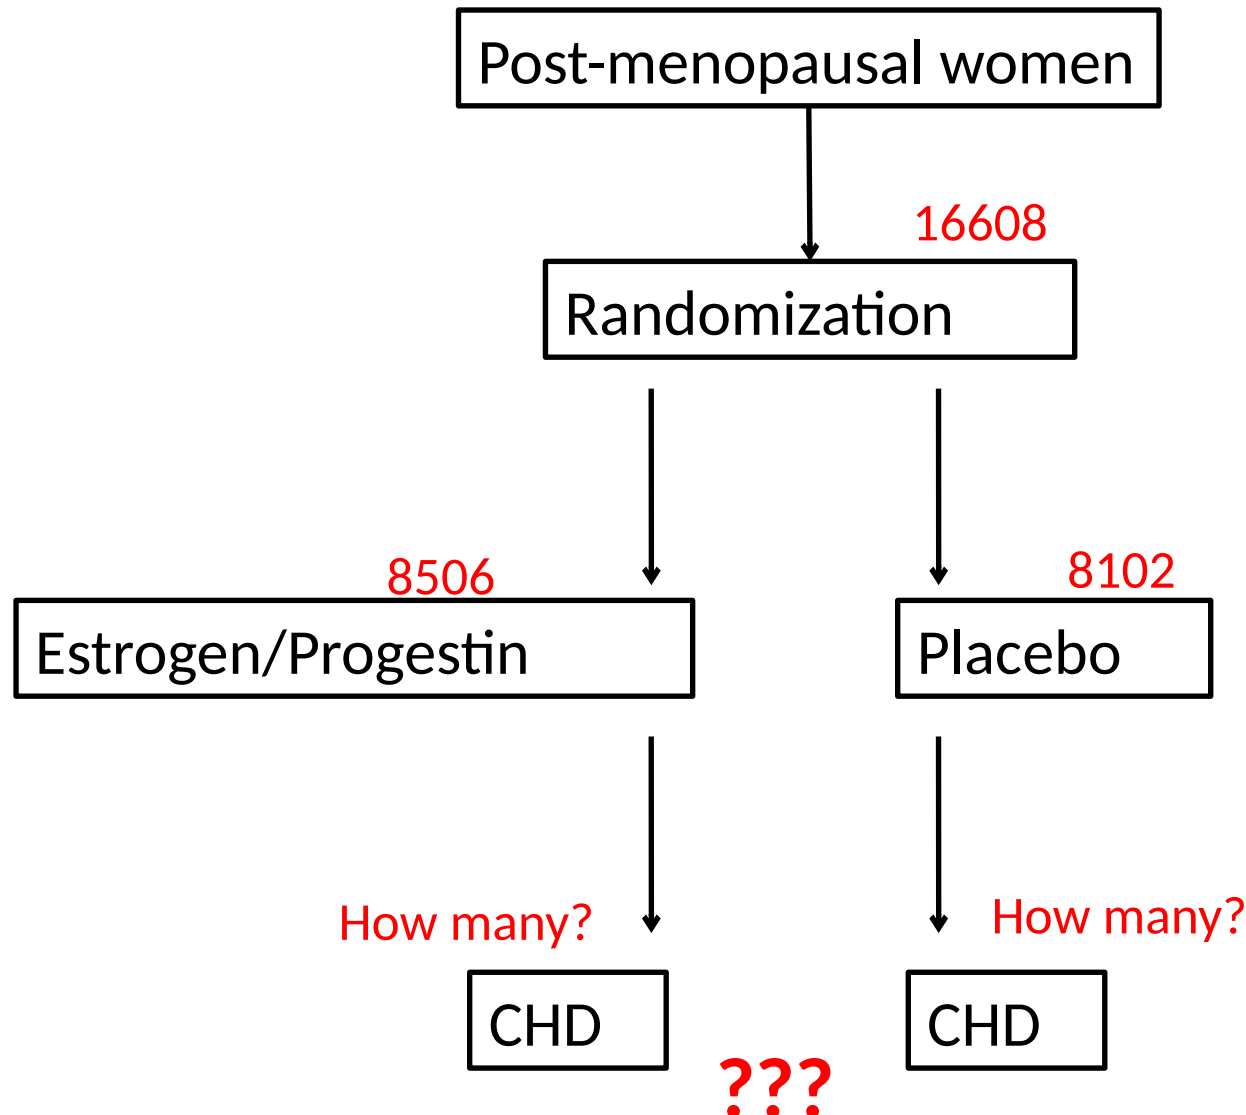 Post-menopausal women
16608
Randomization
8506
8102
Estrogen/Progestin
Placebo
How many?
How many?
CHD
CHD
???